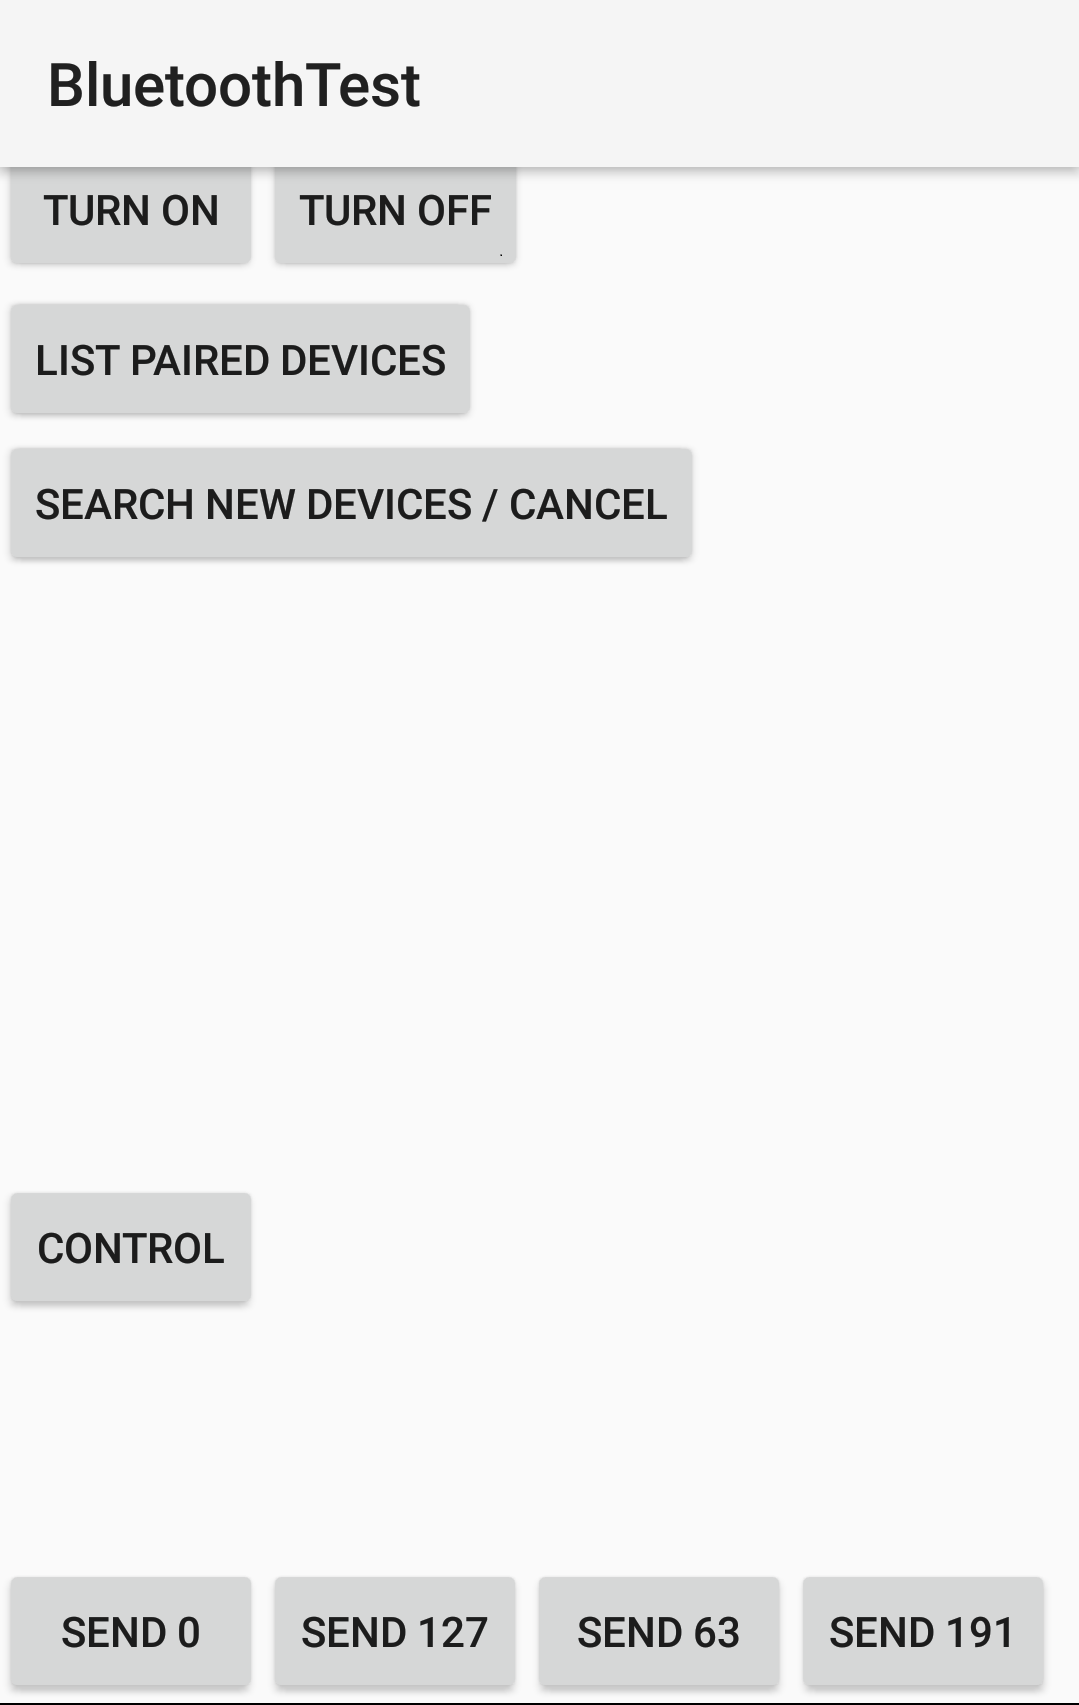 BluetoothTest
TURN ON TURN OFF
LIST PAIRED DEVICES
SEARCH NEW DEVICES / CANCEL
CONTROL
SEND 0 SEND 127 SEND 63 SEND 191